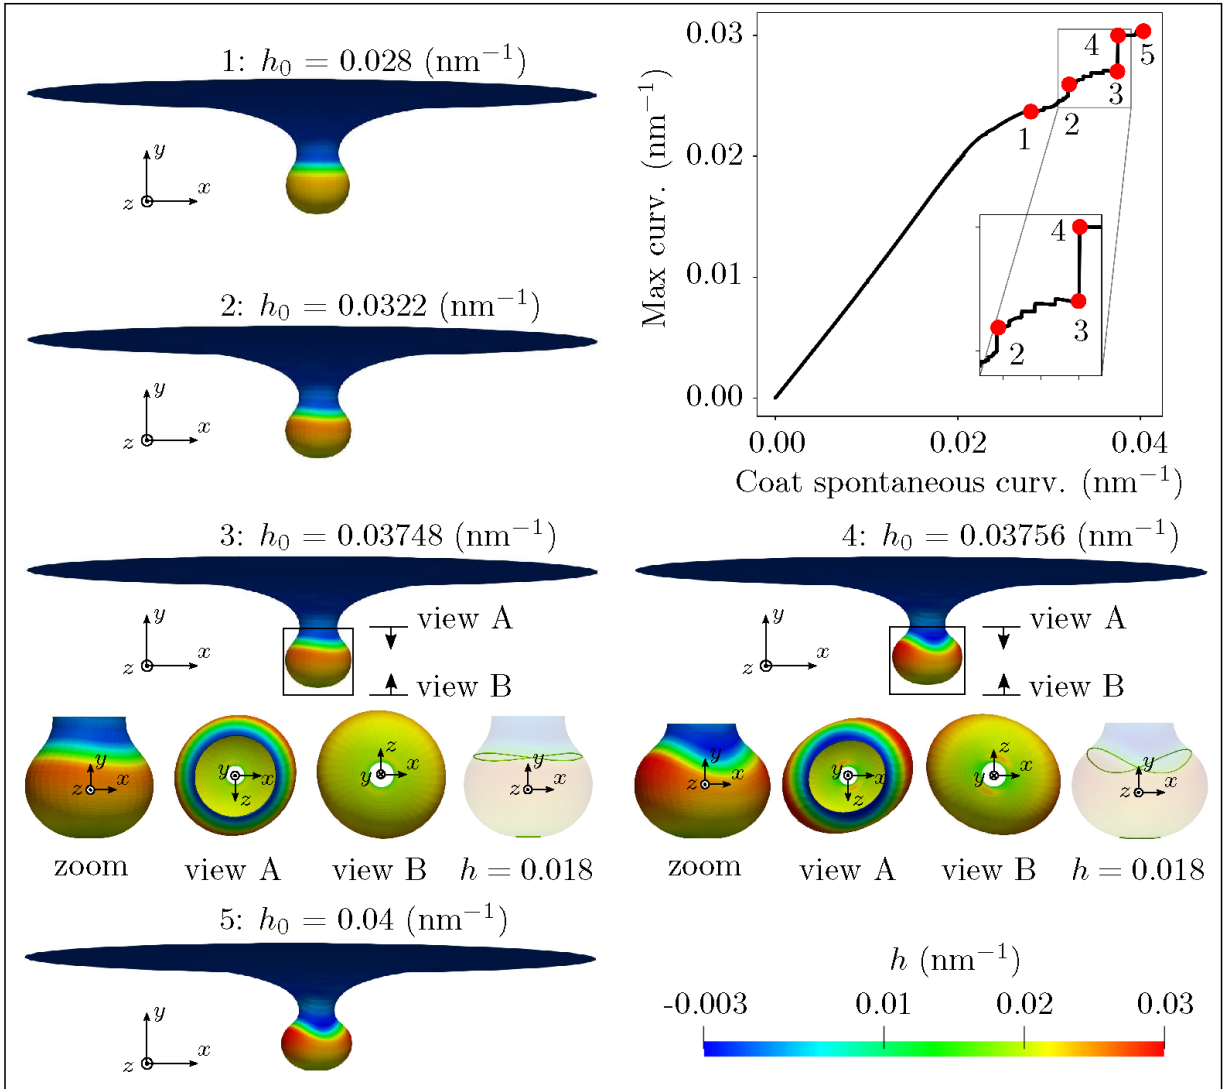 1: h₀ = 0.028 (nm⁻¹)
y
x
z
2: h₀ = 0.0322 (nm⁻¹)
y
x
z
Max curv. (nm⁻¹)
0.03
0.02
0.01
0.00
0.00 0.02 0.04
Coat spontaneous curv. (nm⁻¹)
1
2
3
4
5
4
3
2
3: h₀ = 0.03748 (nm⁻¹)
y
x
z
view A
view B
y
x
z
x
z
z
y
x
y
x
z
zoom view A view B h = 0.018
4: h₀ = 0.03756 (nm⁻¹)
y
x
z
view A
view B
y
x
z
x
z
z
y
x
y
x
z
zoom view A view B h = 0.018
5: h₀ = 0.04 (nm⁻¹)
y
x
z
h (nm⁻¹)
-0.003 0.01 0.02 0.03